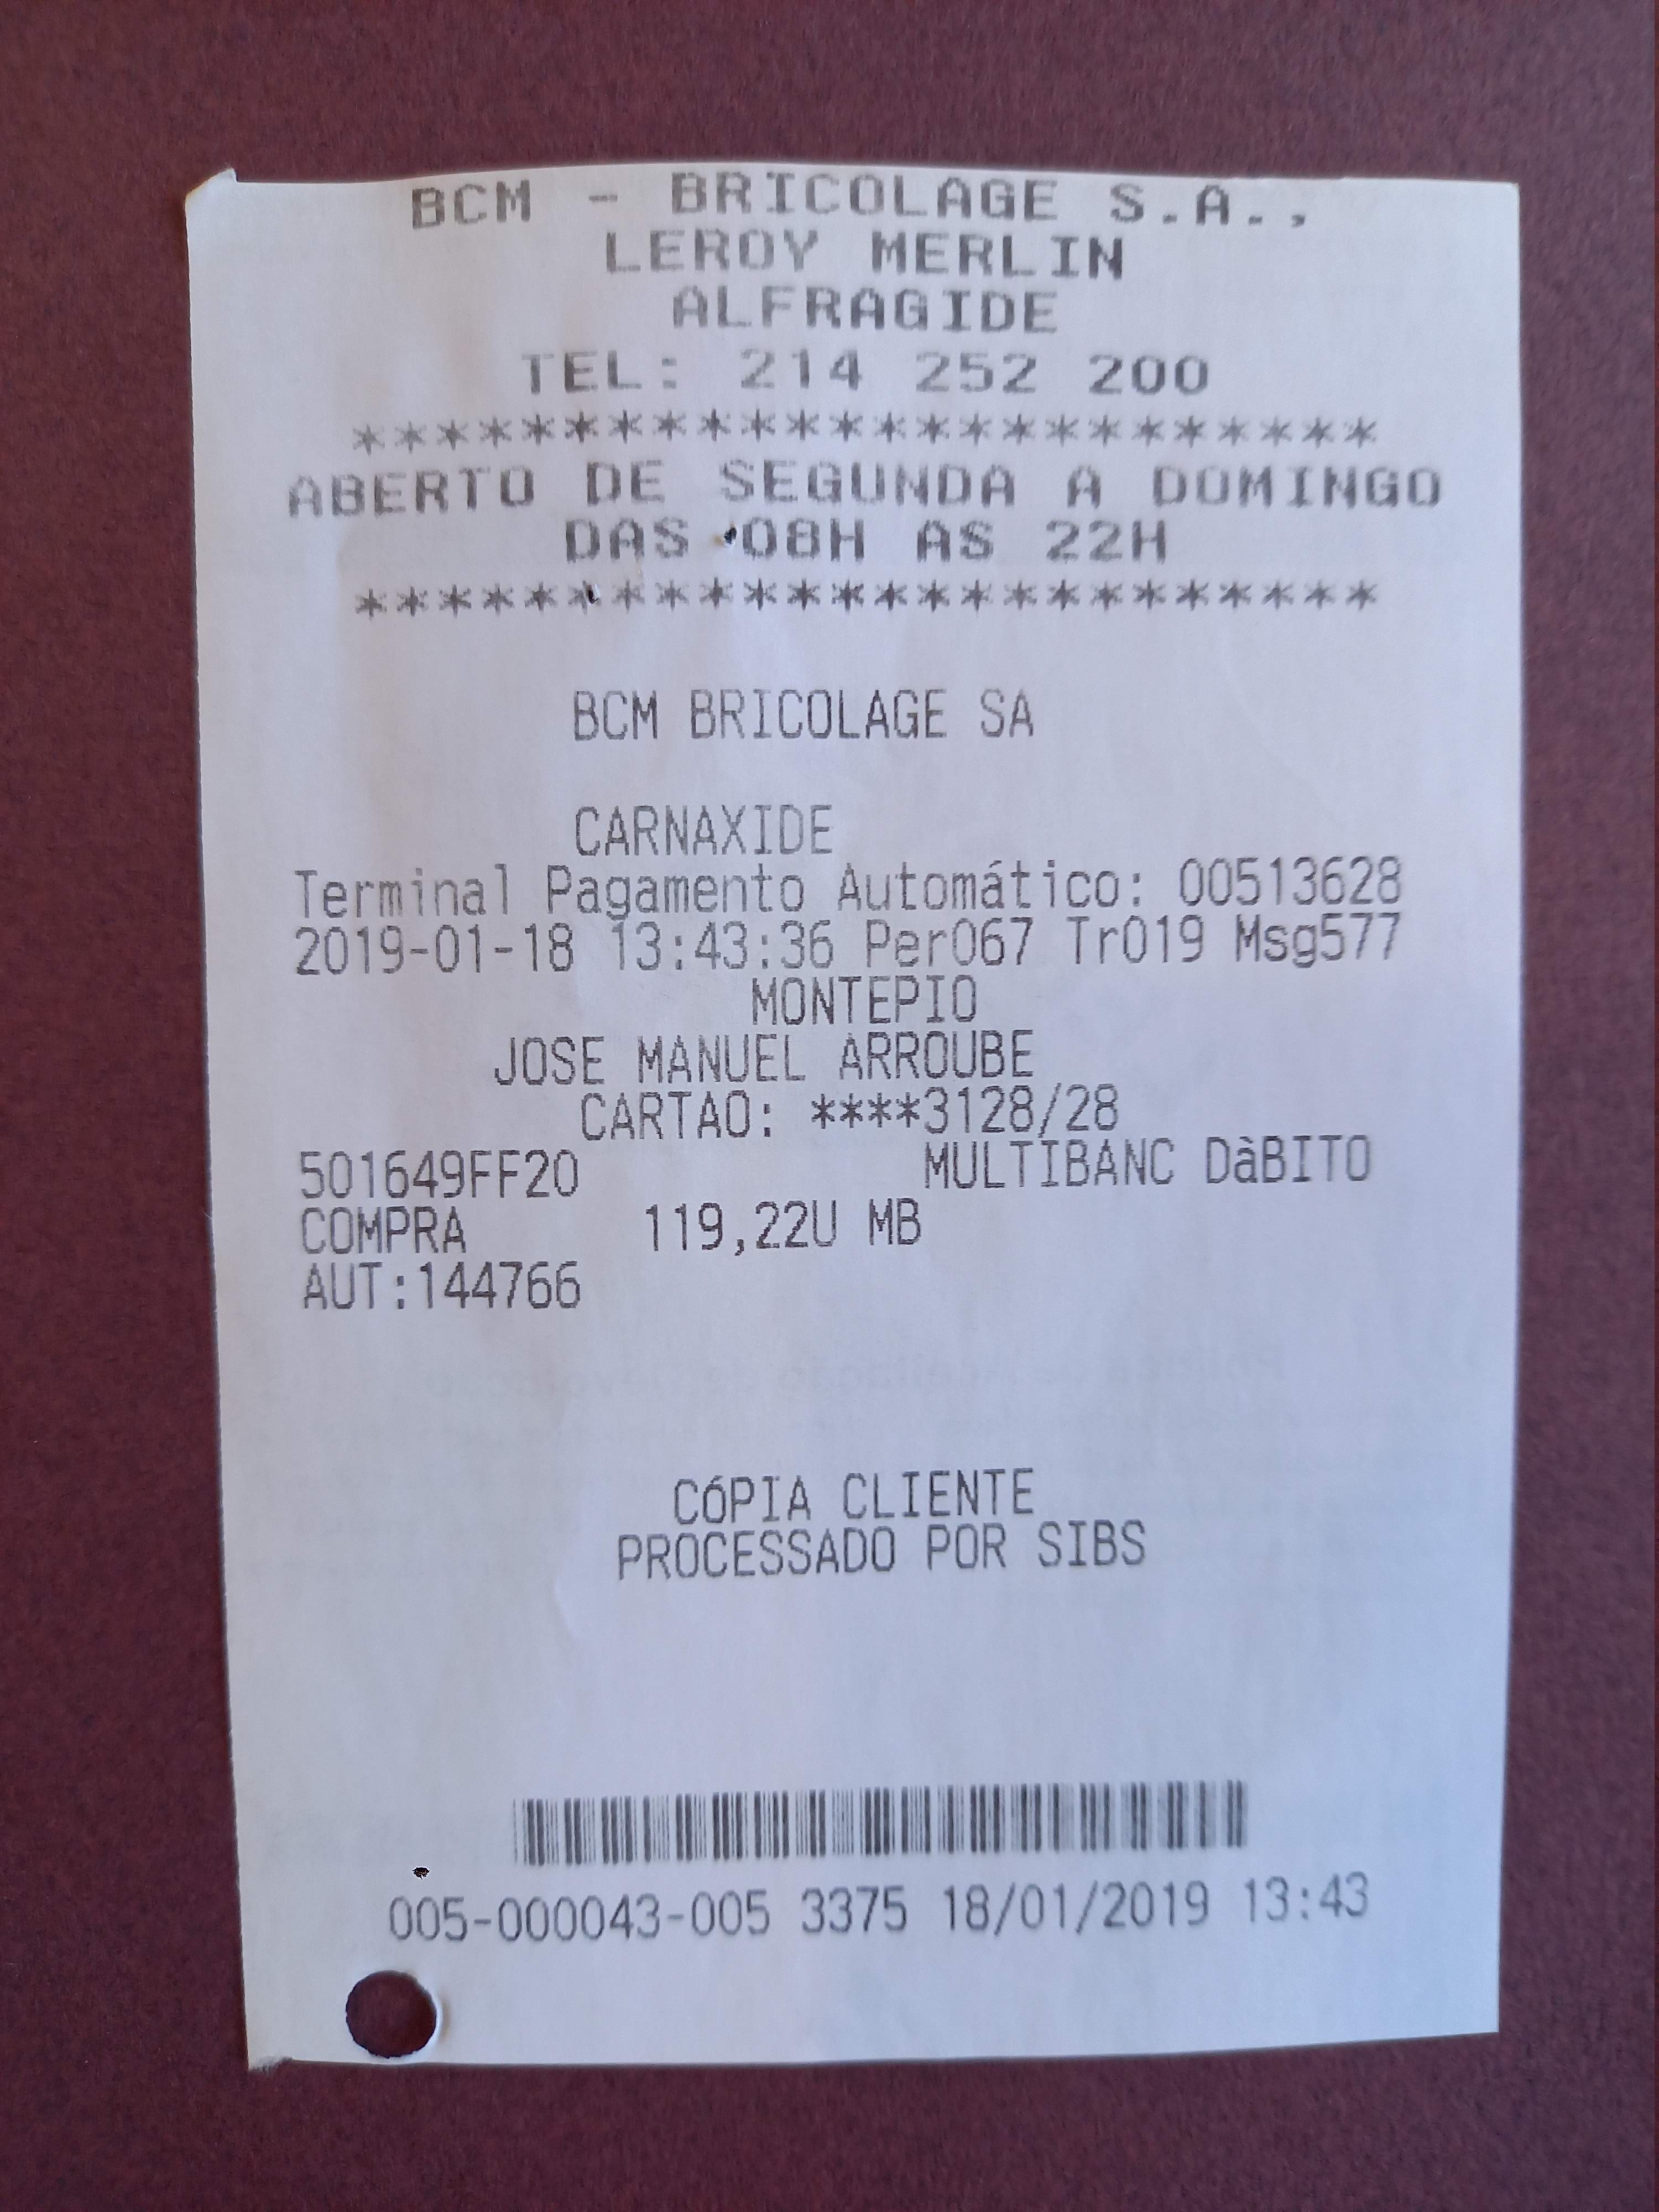 BCM - BRICOLAGE S.A.,
LEROY MERLIN
ALFRAGIDE
TEL: 214 252 200
************************
ABERTO DE SEGUNDA A DOMINGO
DAS 08H AS 22H
************************
BCM BRICOLAGE SA
CARNAXIDE
Terminal Pagamento Automático: 00513628
2019-01-18 13:43:36 Per067 Tr019 Msg577
MONTEPIO
JOSE MANUEL ARROUBE
CARTAO: ****3128/28
501649FF20 MULTIBANC DàBITO
COMPRA 119,22U MB
AUT:144766
CóPIA CLIENTE
PROCESSADO POR SIBS
005-000043-005 3375 18/01/2019 13:43